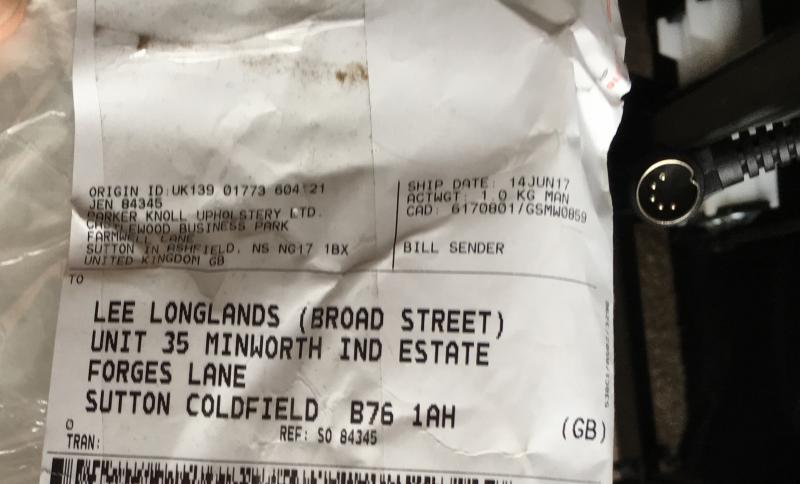 ORIGIN ID:UK139 01773 604121
JEN 84345
PARKER KNOLL UPHOLSTERY LTD.
CASTLEWOOD BUSINESS PARK
FARMWELL LANE
SUTTON IN ASHFIELD, NS NG17 1BX
UNITED KINGDOM GB
SHIP DATE: 14JUN17
ACTWGT: 1.0 KG MAN
CAD: 6170801/GSMW0859
BILL SENDER
TO
LEE LONGLANDS (BROAD STREET)
UNIT 35 MINWORTH IND ESTATE
FORGES LANE
SUTTON COLDFIELD B76 1AH
(GB)
0
TRAN:
REF: SO 84345